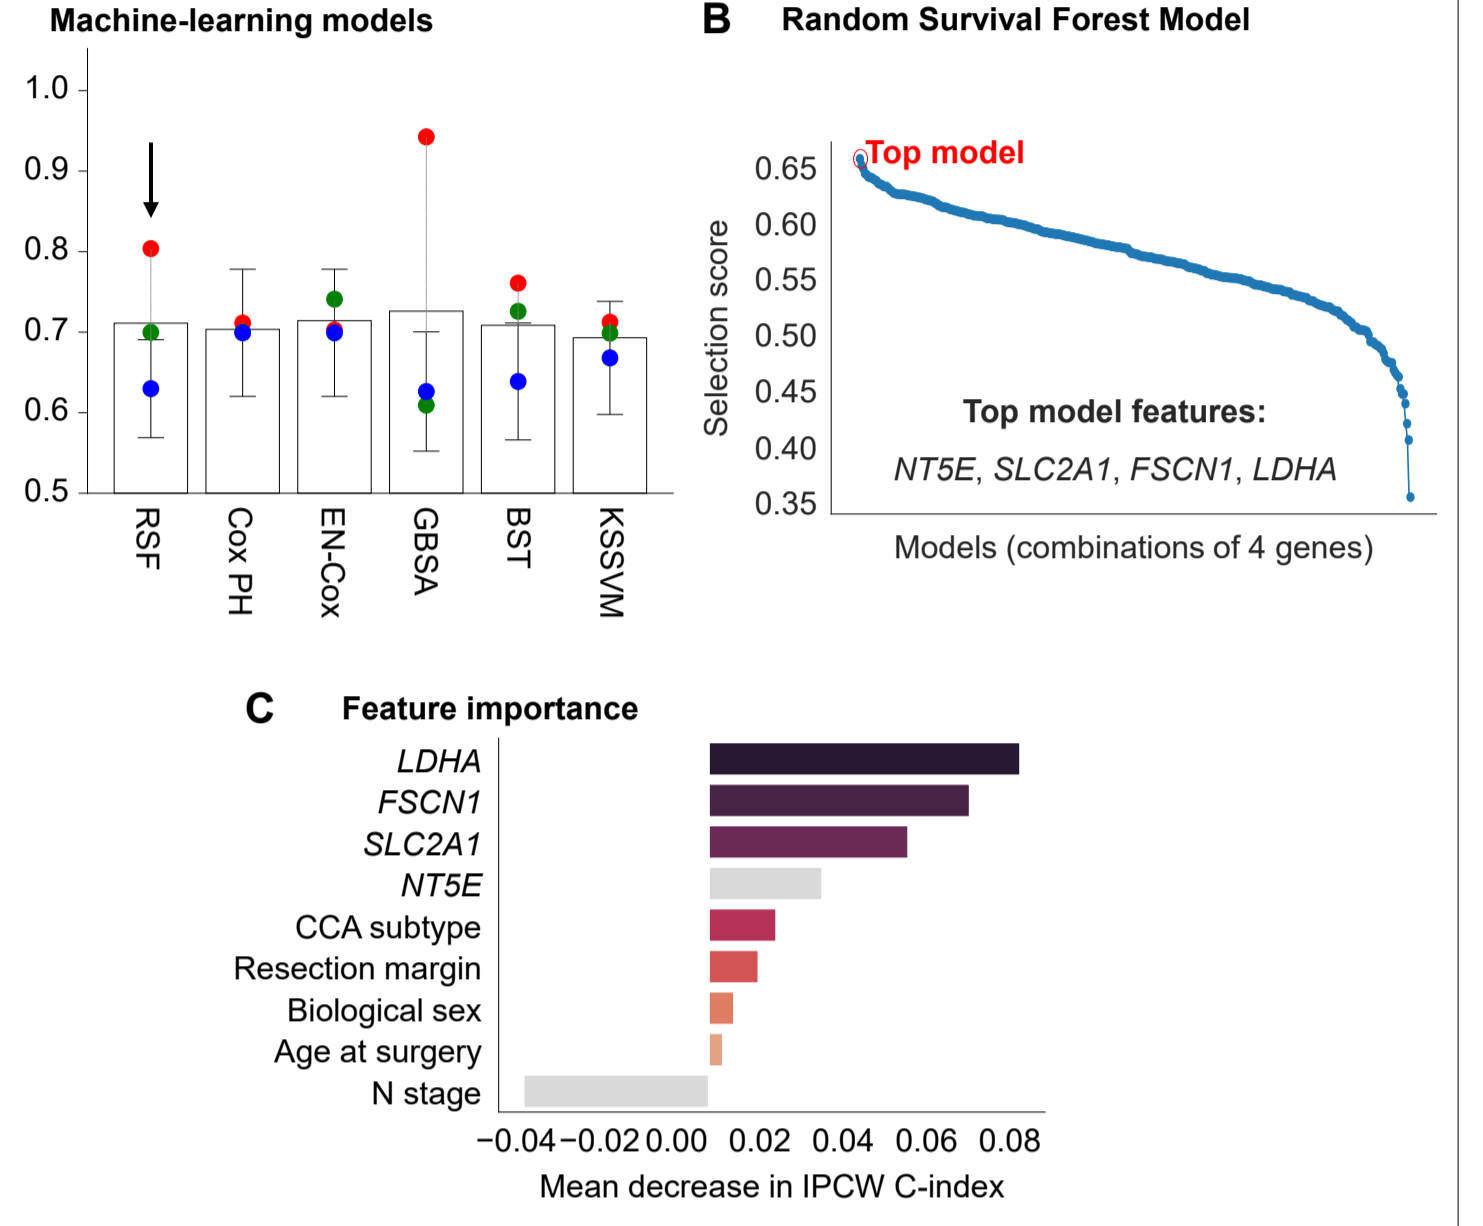 Machine-learning models
1.0
0.9
0.8
0.7
0.6
0.5
RSF
Cox PH
EN-Cox
GBSA
BST
KSSVM
B Random Survival Forest Model
Top model
0.65
0.60
0.55
0.50
0.45
0.40
0.35
Selection score
Top model features:
NT5E, SLC2A1, FSCN1, LDHA
Models (combinations of 4 genes)
C Feature importance
LDHA
FSCN1
SLC2A1
NT5E
CCA subtype
Resection margin
Biological sex
Age at surgery
N stage
−0.04 −0.02 0.00 0.02 0.04 0.06 0.08
Mean decrease in IPCW C-index